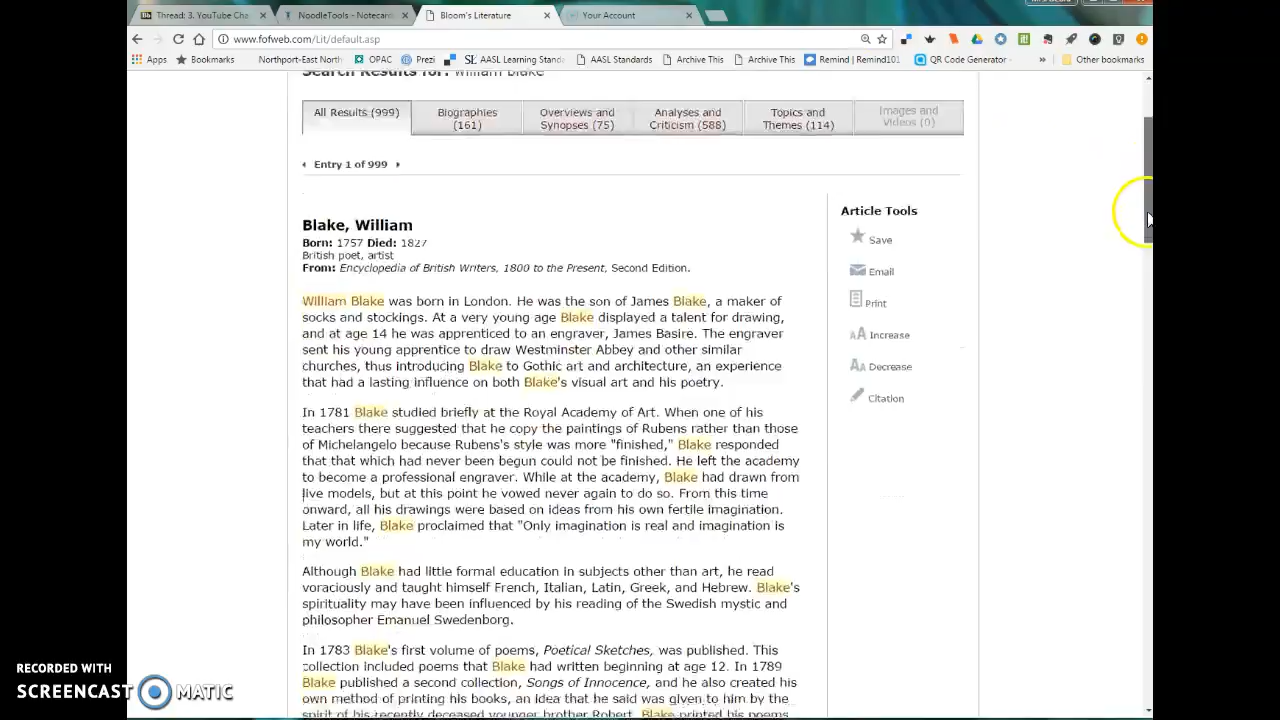 Thread: 3. YouTube Cha
NoodleTools - Notecard
Bloom's Literature
Your Account
www.fofweb.com/Lit/default.asp
Apps Bookmarks Northport-East North OPAC Prezi AASL Learning Standa AASL Standards Archive This Archive This Remind | Remind101 QR Code Generator » Other bookmarks
Search Results for: William Blake
All Results (999)
Biographies
(161)
Overviews and
Synopses (75)
Analyses and
Criticism (588)
Topics and
Themes (114)
Images and
Videos (0)
Entry 1 of 999
Blake, William
Born: 1757 Died: 1827
British poet, artist
From: Encyclopedia of British Writers, 1800 to the Present, Second Edition.
William Blake was born in London. He was the son of James Blake, a maker of
socks and stockings. At a very young age Blake displayed a talent for drawing,
and at age 14 he was apprenticed to an engraver, James Basire. The engraver
sent his young apprentice to draw Westminster Abbey and other similar
churches, thus introducing Blake to Gothic art and architecture, an experience
that had a lasting influence on both Blake's visual art and his poetry.
In 1781 Blake studied briefly at the Royal Academy of Art. When one of his
teachers there suggested that he copy the paintings of Rubens rather than those
of Michelangelo because Rubens's style was more "finished," Blake responded
that that which had never been begun could not be finished. He left the academy
to become a professional engraver. While at the academy, Blake had drawn from
live models, but at this point he vowed never again to do so. From this time
onward, all his drawings were based on ideas from his own fertile imagination.
Later in life, Blake proclaimed that "Only imagination is real and imagination is
my world."
Although Blake had little formal education in subjects other than art, he read
voraciously and taught himself French, Italian, Latin, Greek, and Hebrew. Blake's
spirituality may have been influenced by his reading of the Swedish mystic and
philosopher Emanuel Swedenborg.
In 1783 Blake's first volume of poems, Poetical Sketches, was published. This
collection included poems that Blake had written beginning at age 12. In 1789
Blake published a second collection, Songs of Innocence, and he also created his
own method of printing his books, an idea that he said was given to him by the
spirit of his recently deceased younger brother Robert. Blake printed his poems
Article Tools
Save
Email
Print
Increase
Decrease
Citation
RECORDED WITH
SCREENCAST MATIC